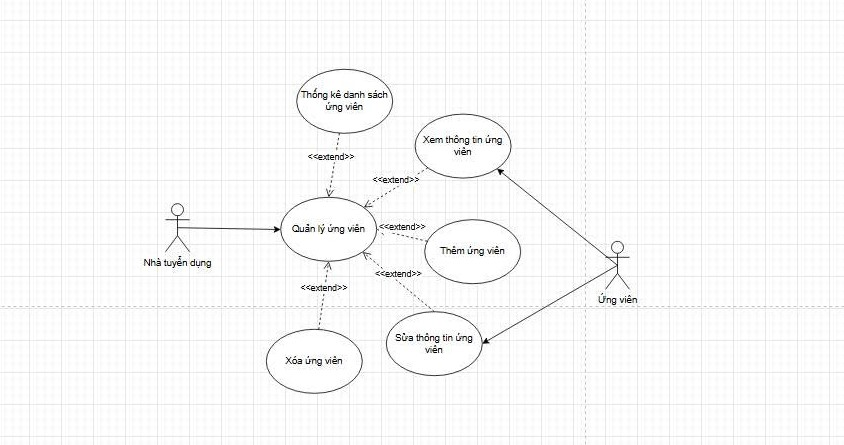 Thống kê danh sách
ứng viên
<<extend>>
Xem thông tin ứng
viên
<<extend>>
Quản lý ứng viên
<<extend>>
Thêm ứng viên
Nhà tuyển dụng
<<extend>>
<<extend>>
Ứng viên
Sửa thông tin ứng
viên
Xóa ứng viên